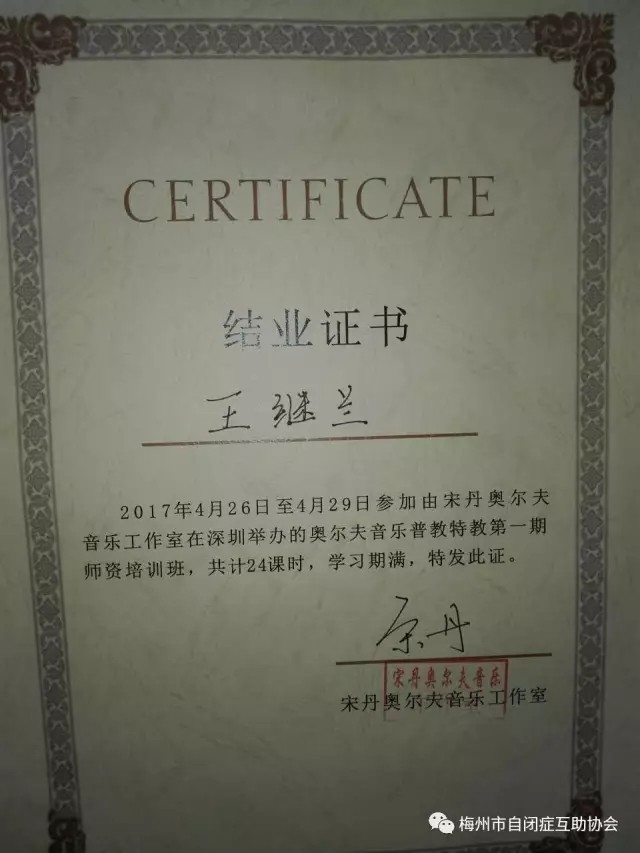 CERTIFICATE
结业证书
王继兰
2017年4月26日至4月29日参加由宋丹奥尔夫
音乐工作室在深圳举办的奥尔夫音乐普教特教第一期
师资培训班，共计24课时，学习期满，特发此证。
宋丹
宋丹奥尔夫音乐
宋丹奥尔夫音乐工作室
梅州市自闭症互助协会